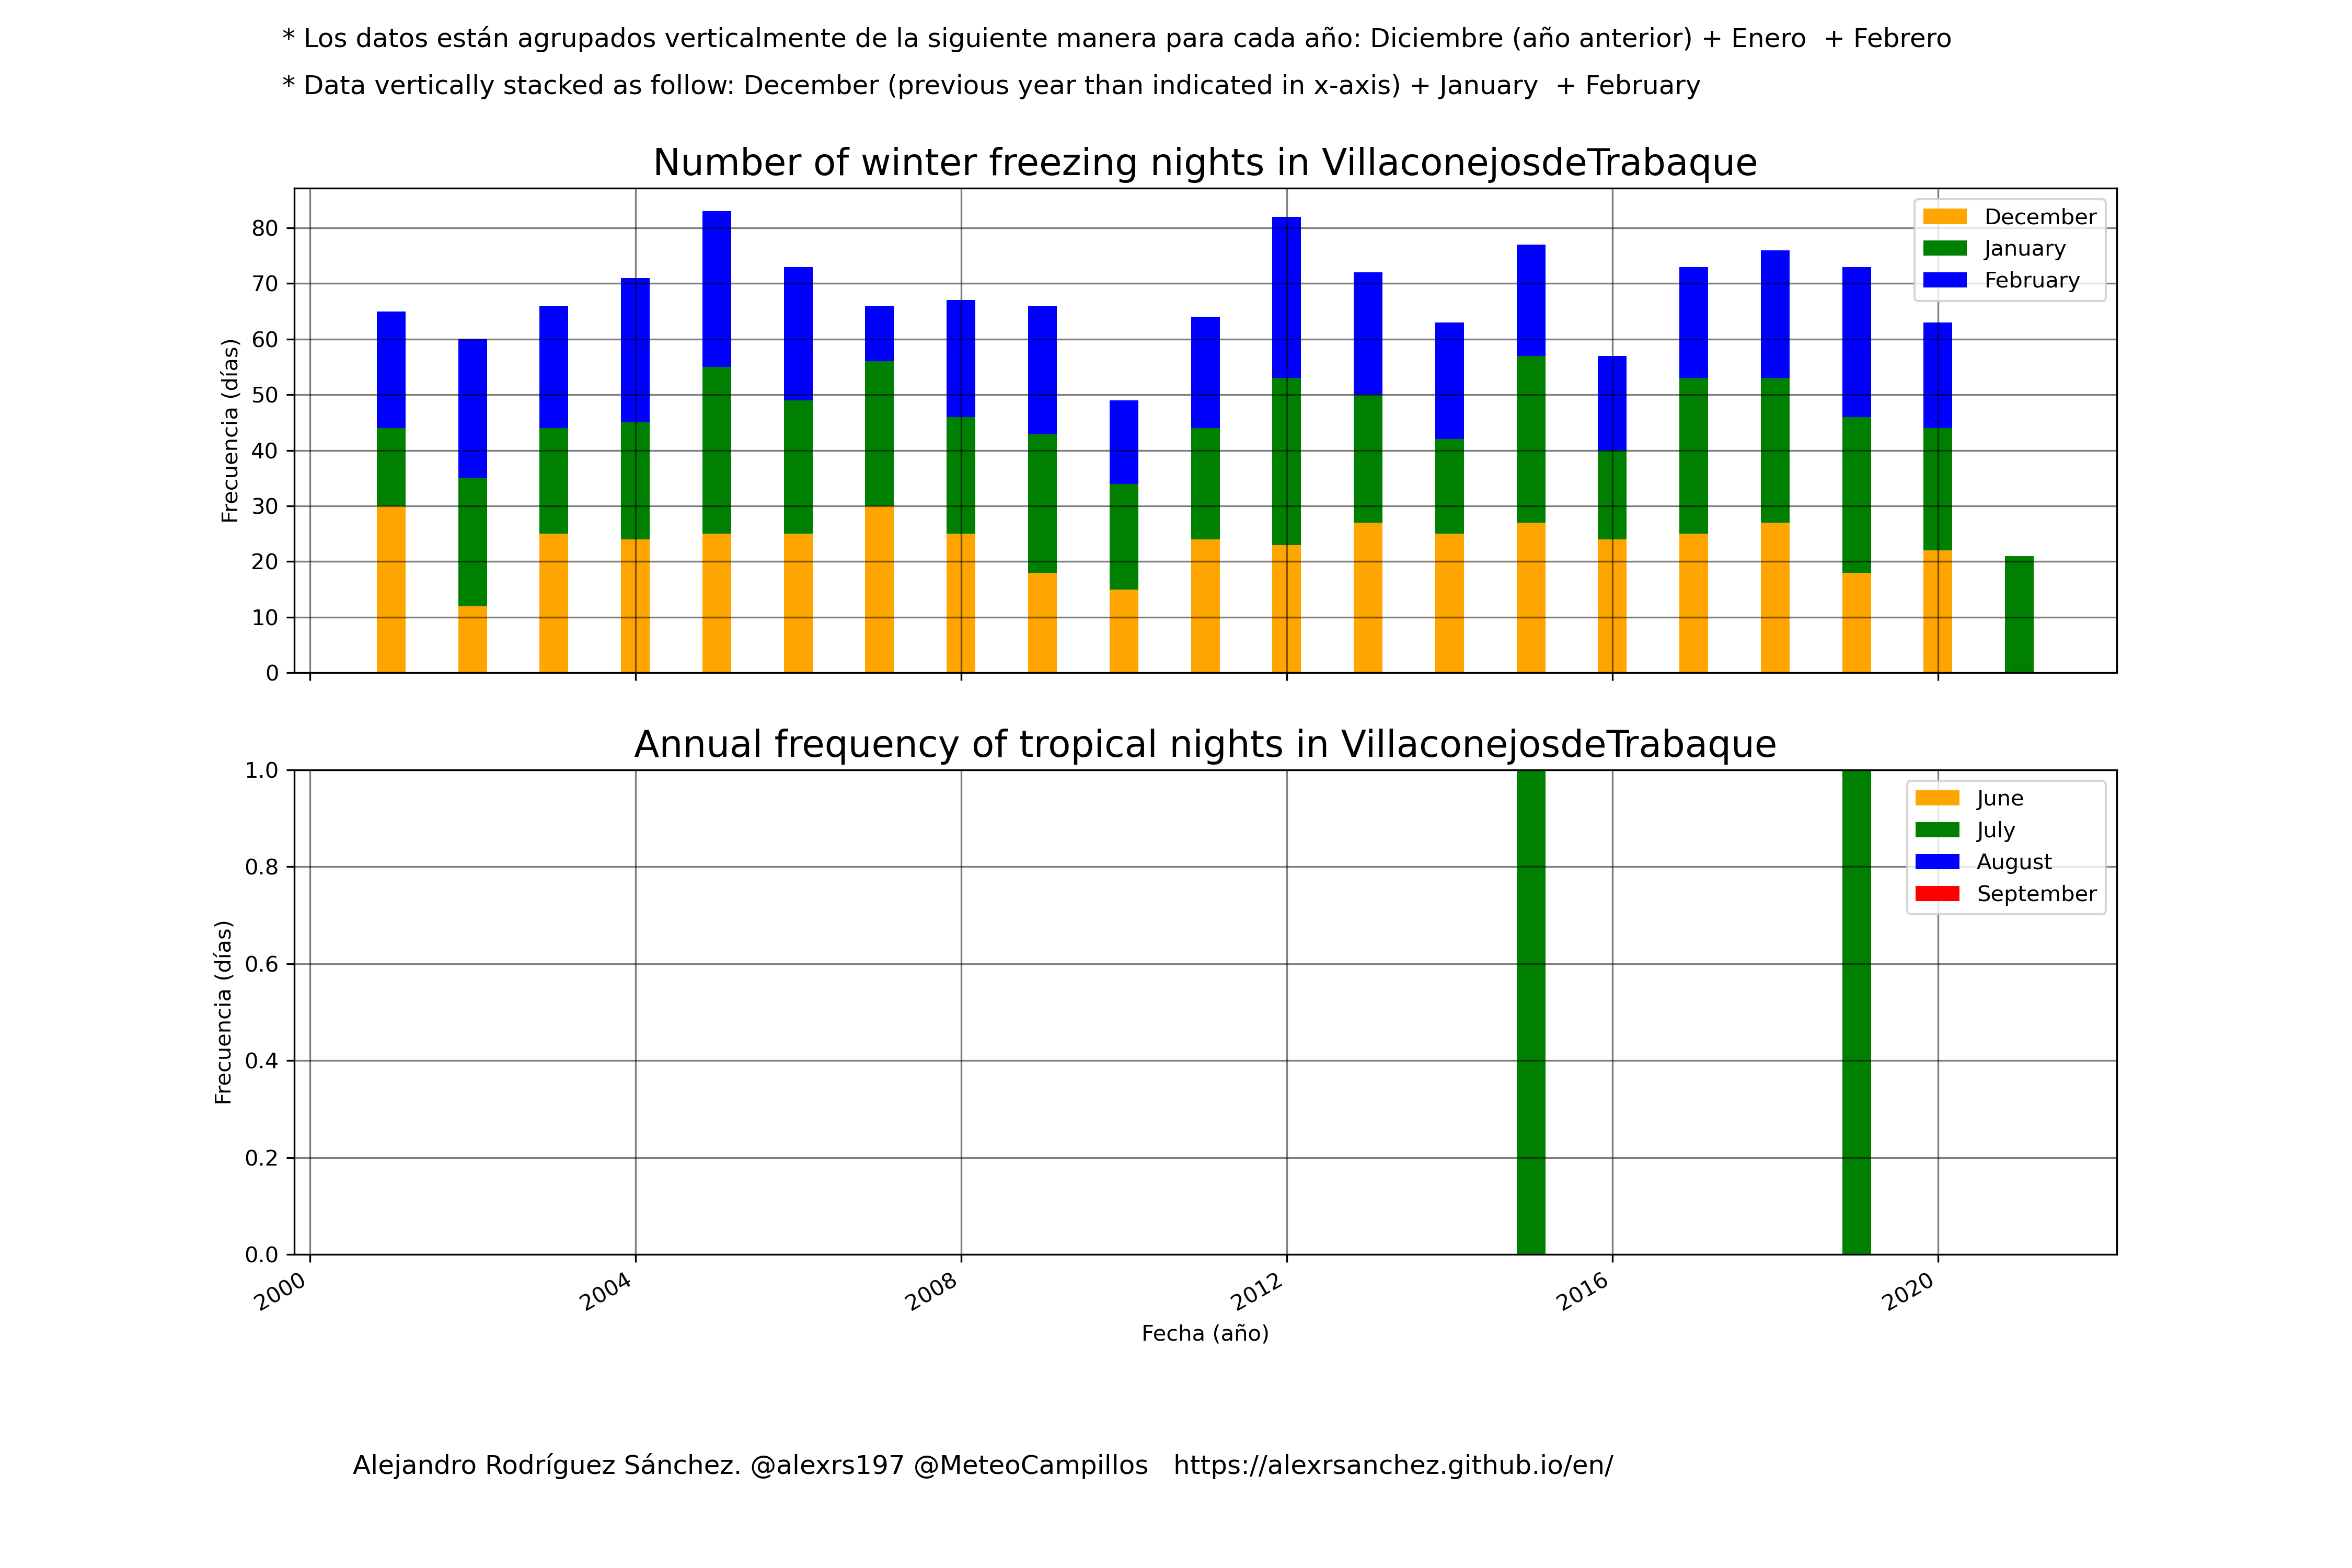 * Los datos están agrupados verticalmente de la siguiente manera para cada año: Diciembre (año anterior) + Enero  + Febrero
* Data vertically stacked as follow: December (previous year than indicated in x-axis) + January  + February
Number of winter freezing nights in VillaconejosdeTrabaque
80
70
60
50
40
30
20
10
0
Frecuencia (días)
December
January
February
Annual frequency of tropical nights in VillaconejosdeTrabaque
1.0
0.8
0.6
0.4
0.2
0.0
Frecuencia (días)
June
July
August
September
2000 2004 2008 2012 2016 2020
Fecha (año)
Alejandro Rodríguez Sánchez. @alexrs197 @MeteoCampillos   https://alexrsanchez.github.io/en/